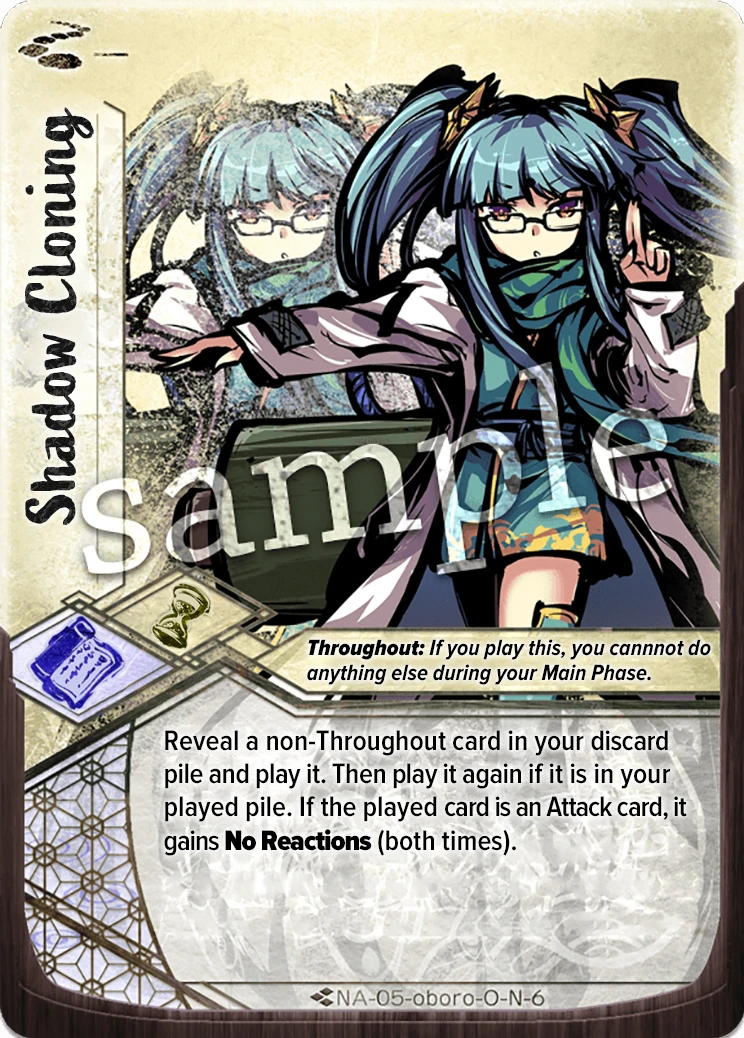 Shadow Cloning
sample
Throughout: If you play this, you cannnot do
anything else during your Main Phase.
Reveal a non-Throughout card in your discard
pile and play it. Then play it again if it is in your
played pile. If the played card is an Attack card, it
gains No Reactions (both times).
NA-05-oboro-O-N-6